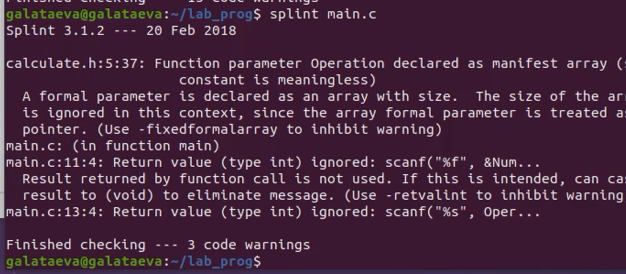 Finished checking --- 15 code warnings
galataeva@galataeva:~/lab_prog$ splint main.c
Splint 3.1.2 --- 20 Feb 2018
calculate.h:5:37: Function parameter Operation declared as manifest array (s
constant is meaningless)
A formal parameter is declared as an array with size.  The size of the arr
is ignored in this context, since the array formal parameter is treated as
pointer. (Use -fixedformalarray to inhibit warning)
main.c: (in function main)
main.c:11:4: Return value (type int) ignored: scanf("%f", &Num...
Result returned by function call is not used. If this is intended, can cas
result to (void) to eliminate message. (Use -retvalint to inhibit warning
main.c:13:4: Return value (type int) ignored: scanf("%s", Oper...
Finished checking --- 3 code warnings
galataeva@galataeva:~/lab_prog$